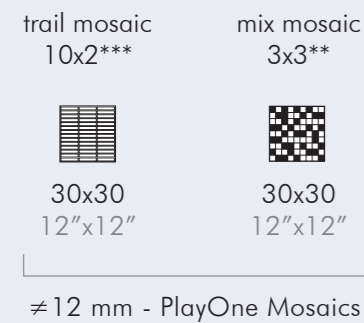 trail mosaic
10x2***
30x30
12”x12”
mix mosaic
3x3**
30x30
12”x12”
≠12 mm - PlayOne Mosaics